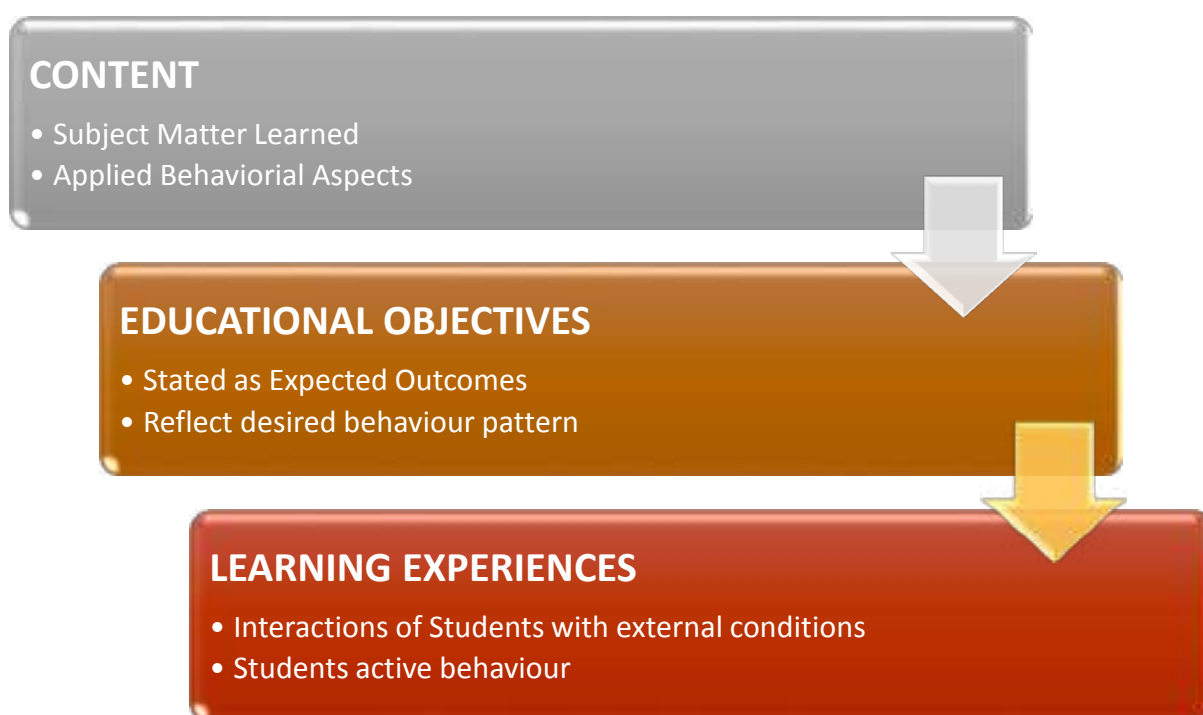 CONTENT
• Subject Matter Learned
• Applied Behaviorial Aspects
EDUCATIONAL OBJECTIVES
• Stated as Expected Outcomes
• Reflect desired behaviour pattern
LEARNING EXPERIENCES
• Interactions of Students with external conditions
• Students active behaviour